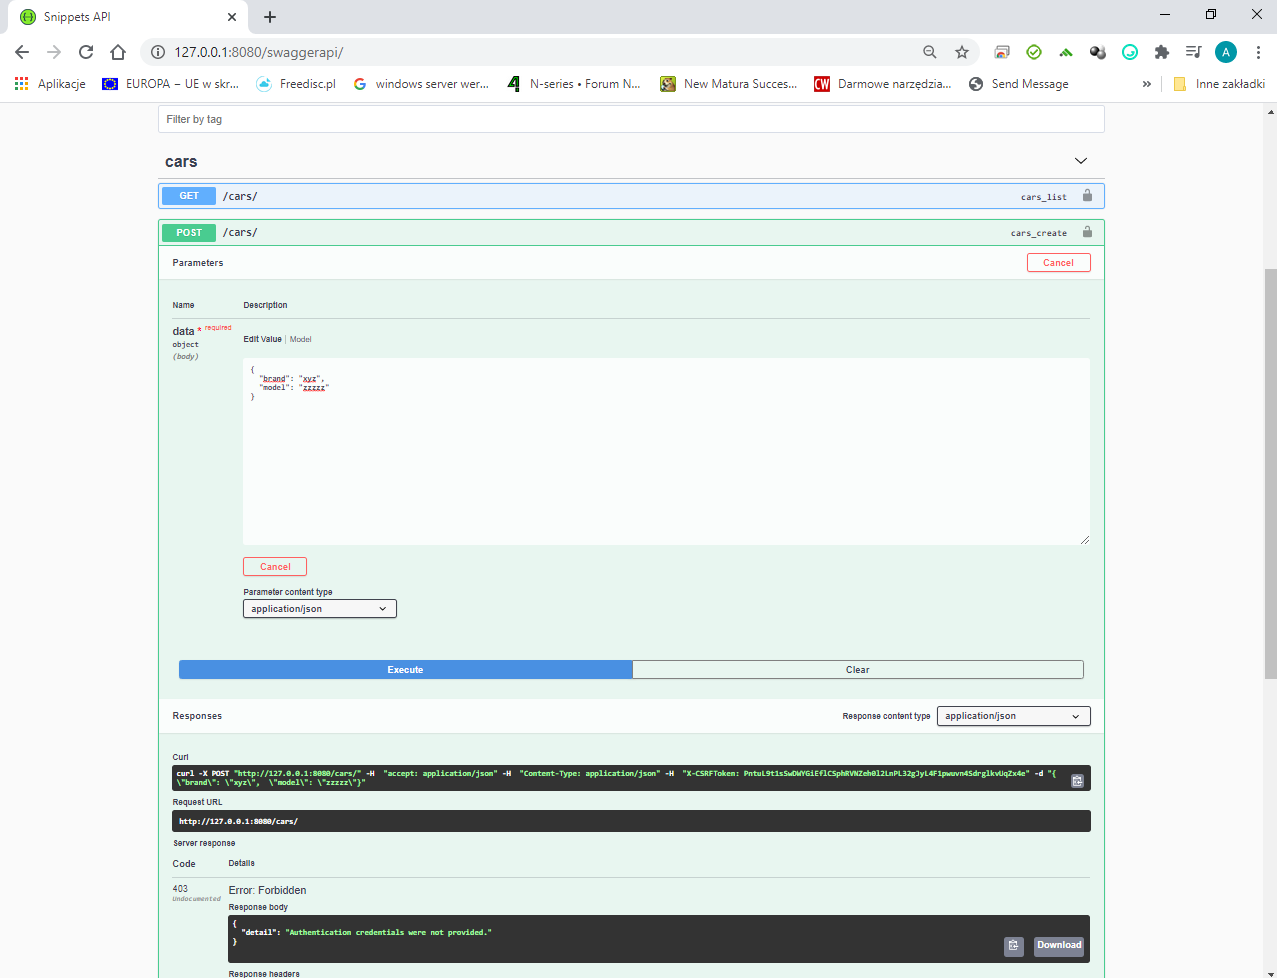 Snippets API
127.0.0.1:8080/swaggerapi/
A
Aplikacje
EUROPA – UE w skr...
Freedisc.pl
windows server wer...
N-series • Forum N...
New Matura Succes...
CW
Darmowe narzędzia...
Send Message
»
Inne zakładki
Filter by tag
cars
GET /cars/ cars_list
POST /cars/ cars_create
Parameters
Cancel
Name Description
data * required
object
(body)
Edit Value | Model
{
"brand": "xyz",
"model": "zzzzz"
}
Cancel
Parameter content type
application/json
Execute
Clear
Responses
Response content type
application/json
Curl
curl -X POST "http://127.0.0.1:8080/cars/" -H "accept: application/json" -H "Content-Type: application/json" -H "X-CSRFToken: PntuL9t1sSwDWYGiEflCSphRVNZeh0l2LnPL32gJyL4F1pwuvn4SdrglkvUqZx4e" -d "{
\"brand\": \"xyz\", \"model\": \"zzzzz\"}"
Request URL
http://127.0.0.1:8080/cars/
Server response
Code Details
403
Undocumented
Error: Forbidden
Response body
{
"detail": "Authentication credentials were not provided."
}
Download
Response headers